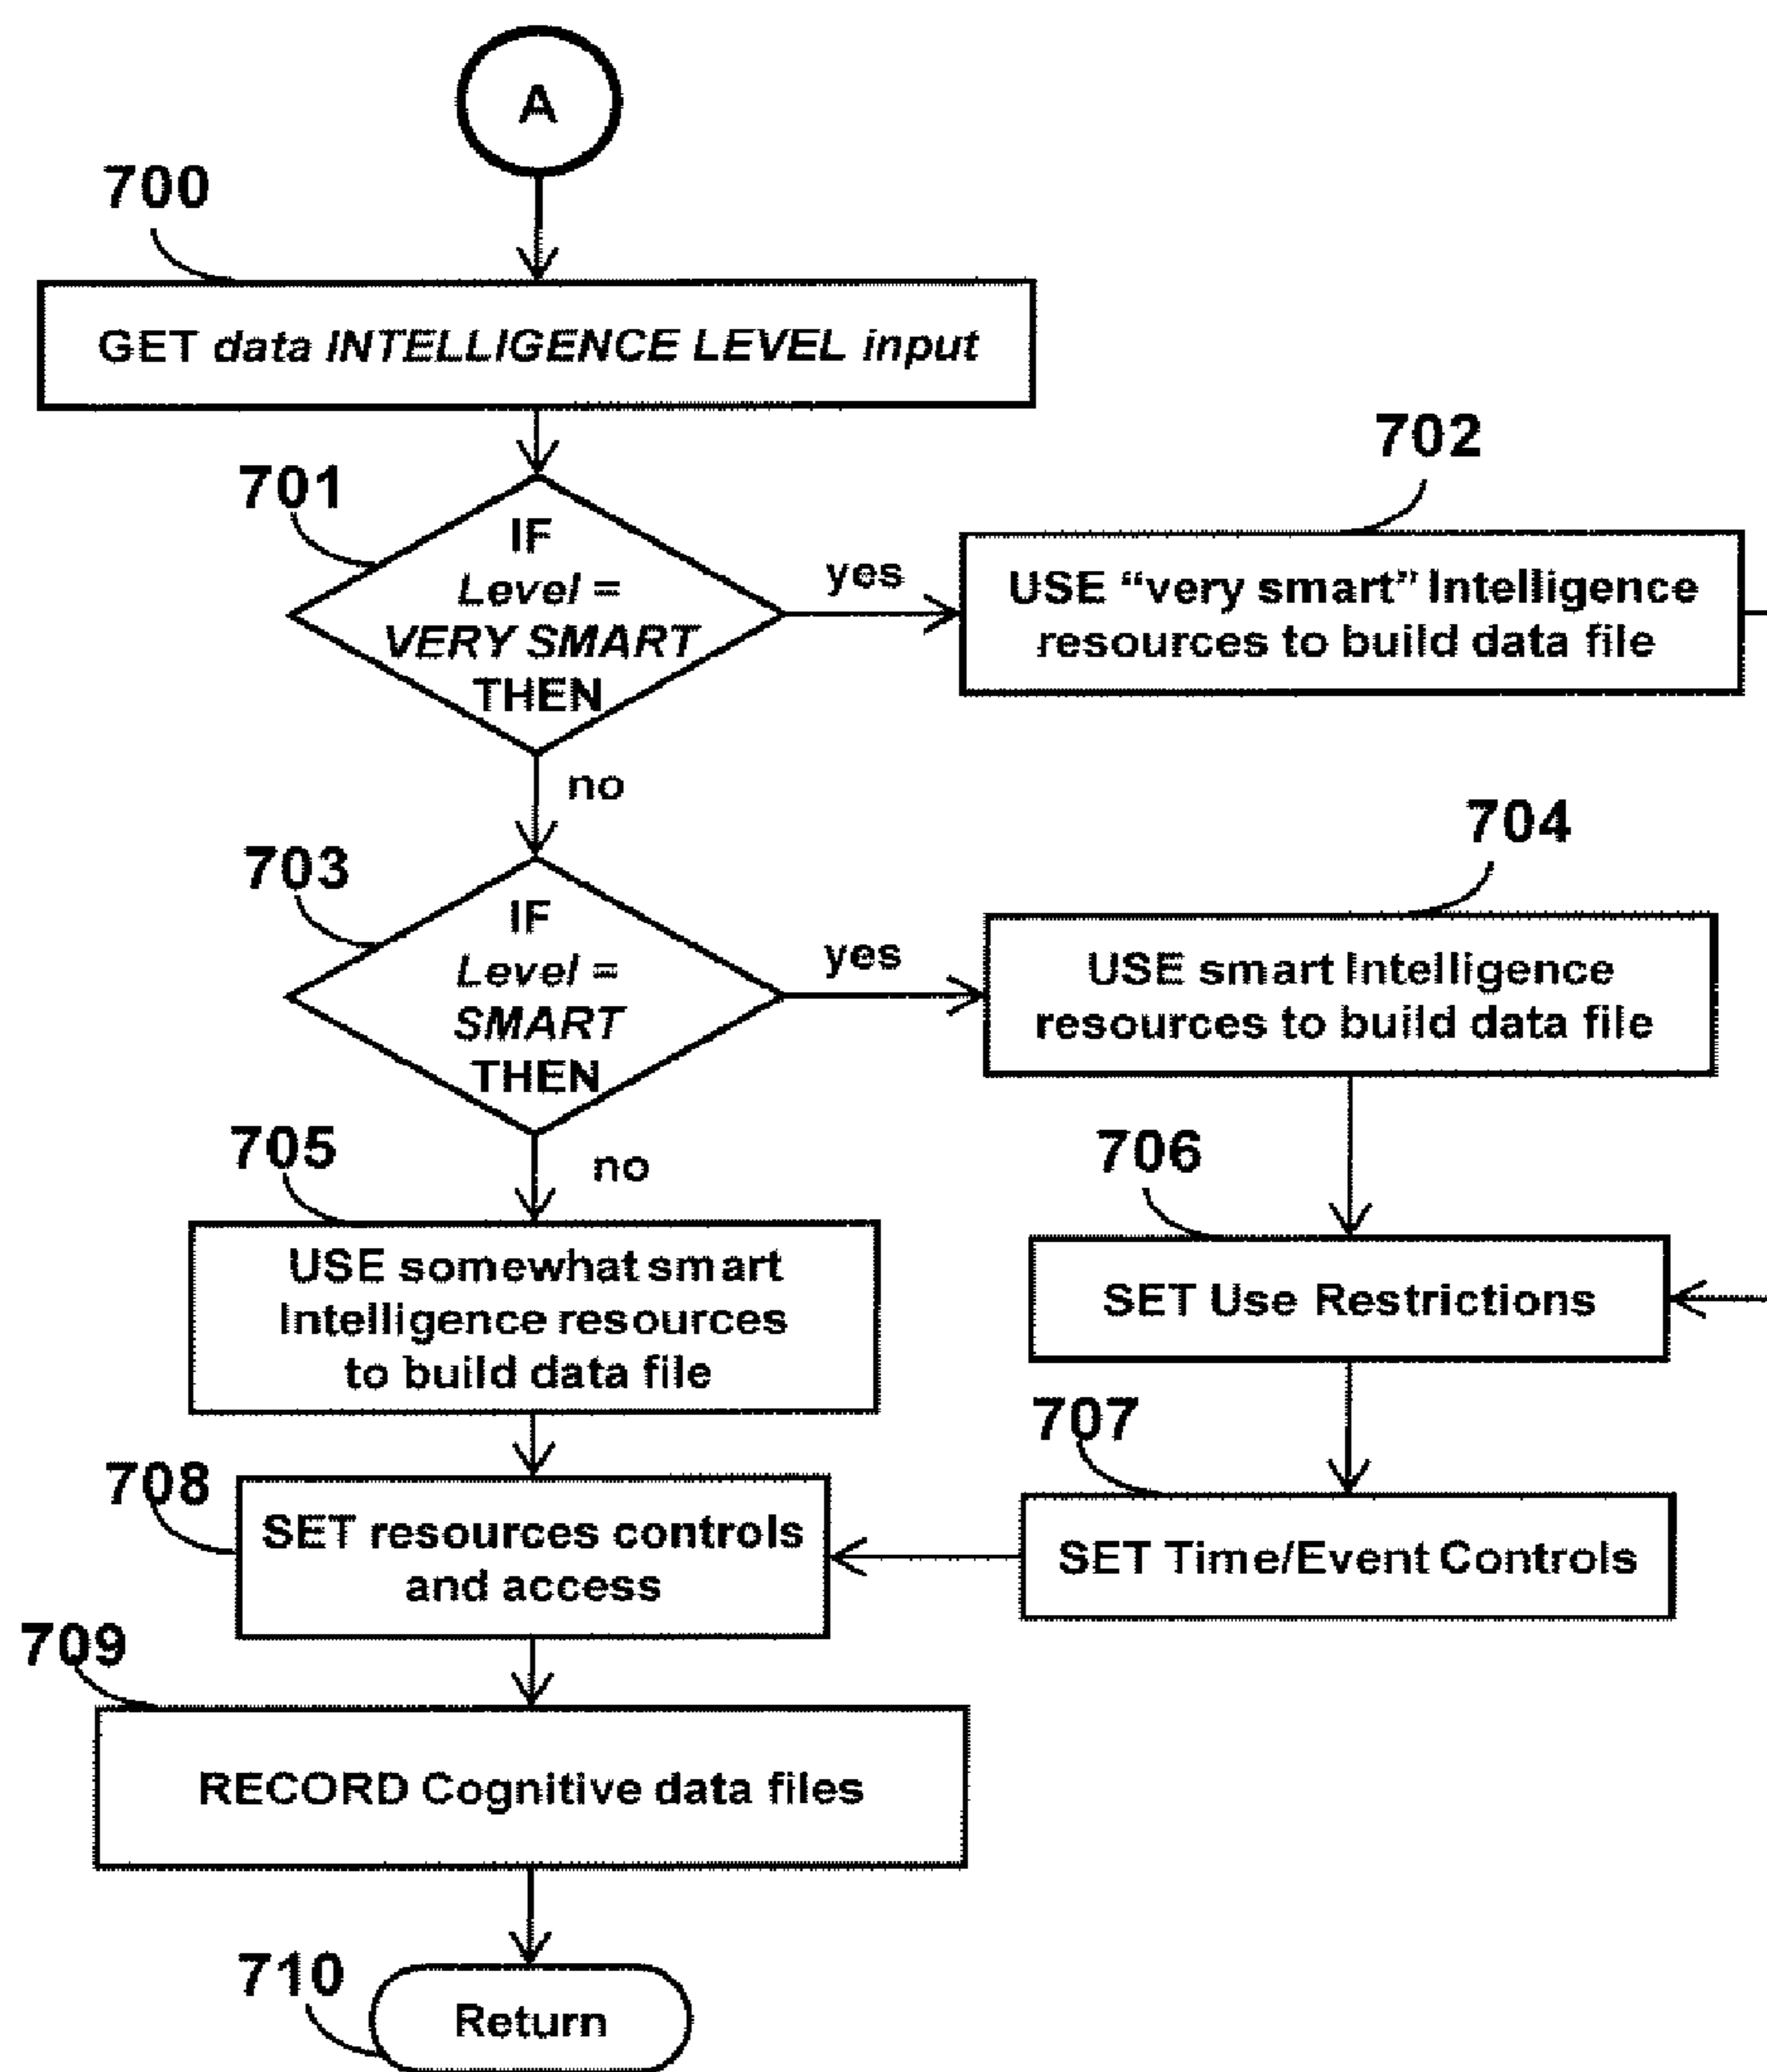 A
700
GET data INTELLIGENCE LEVEL input
701
IF
Level =
VERY SMART
THEN
yes
702
USE “very smart” Intelligence
resources to build data file
no
703
IF
Level =
SMART
THEN
yes
704
USE smart Intelligence
resources to build data file
no
705
USE somewhat smart
Intelligence resources
to build data file
706
SET Use Restrictions
707
SET Time/Event Controls
708
SET resources controls
and access
709
RECORD Cognitive data files
710
Return